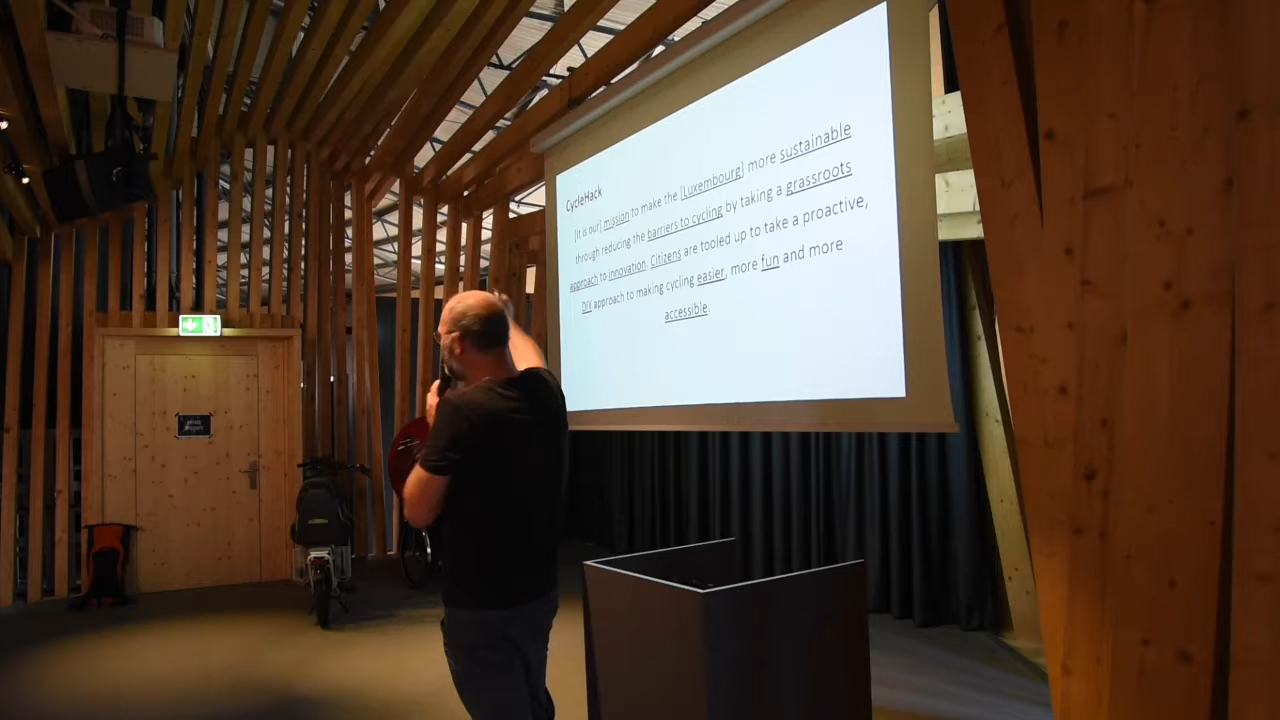 CycleHack
[It is our] mission to make the [Luxembourg] more sustainable
through reducing the barriers to cycling by taking a grassroots
approach to innovation. Citizens are tooled up to take a proactive,
DIY approach to making cycling easier, more fun and more
accessible.